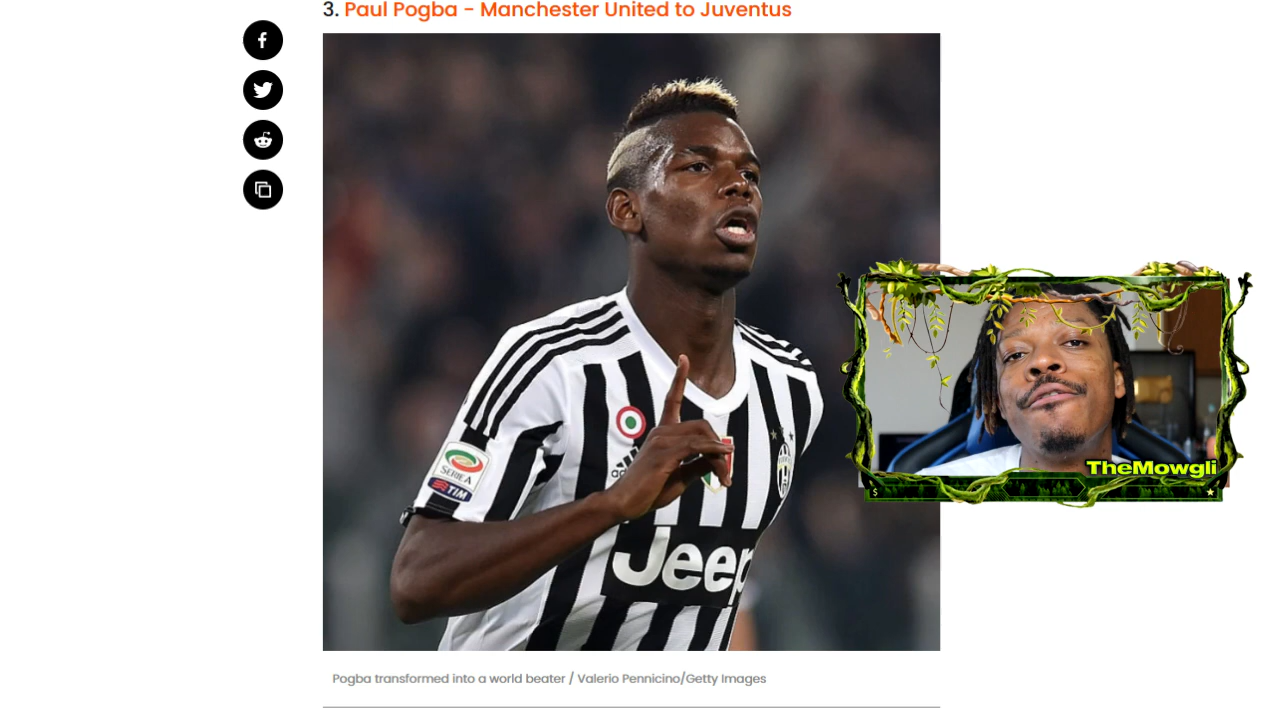 3. Paul Pogba - Manchester United to Juventus
SERIE A
TIM
Jeep
TheMowgli
$
Pogba transformed into a world beater / Valerio Pennicino/Getty Images